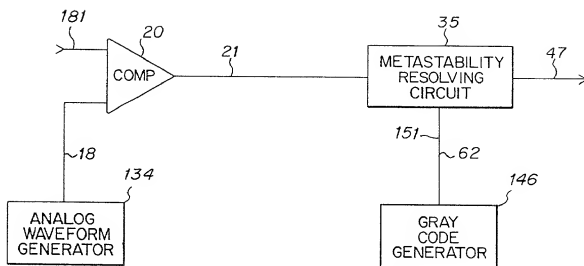 181
20
COMP
21
35
METASTABILITY
RESOLVING
CIRCUIT
47
18
134
ANALOG
WAVEFORM
GENERATOR
151
62
146
GRAY
CODE
GENERATOR